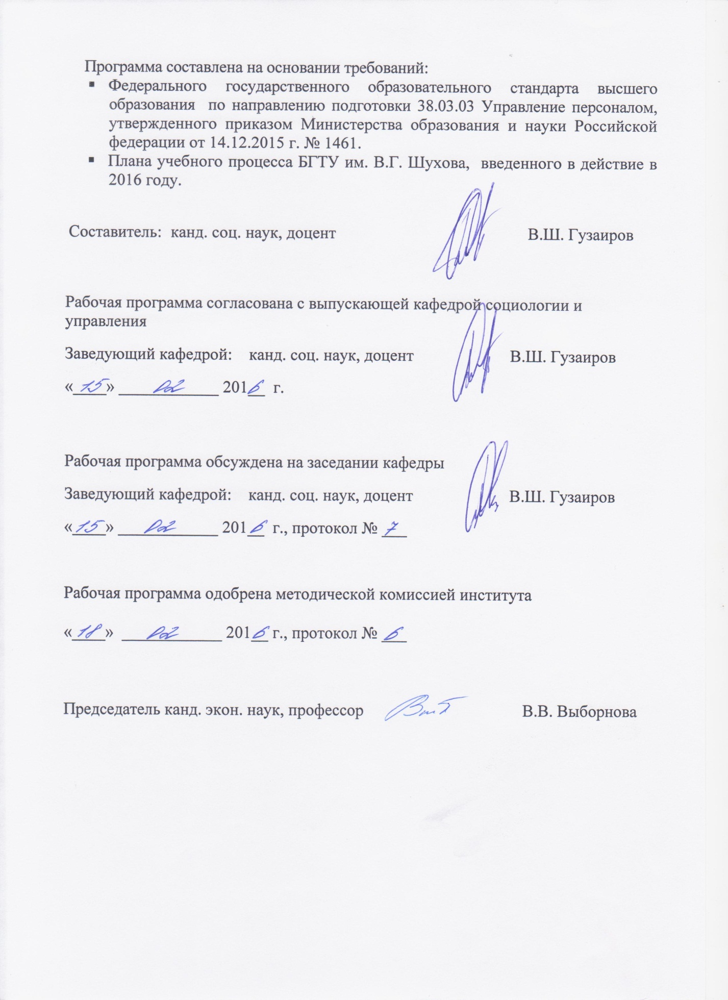 Программа составлена на основании требований:
▪ Федерального государственного образовательного стандарта высшего
образования по направлению подготовки 38.03.03 Управление персоналом,
утвержденного приказом Министерства образования и науки Российской
федерации от 14.12.2015 г. № 1461.
▪ Плана учебного процесса БГТУ им. В.Г. Шухова, введенного в действие в
2016 году.
Составитель: канд. соц. наук, доцент В.Ш. Гузаиров
Рабочая программа согласована с выпускающей кафедрой социологии и
управления
Заведующий кафедрой: канд. соц. наук, доцент В.Ш. Гузаиров
«15» 02 2016 г.
Рабочая программа обсуждена на заседании кафедры
Заведующий кафедрой: канд. соц. наук, доцент В.Ш. Гузаиров
«15» 02 2016 г., протокол № 7
Рабочая программа одобрена методической комиссией института
«18» 02 2016 г., протокол № 6
Председатель канд. экон. наук, профессор В.В. Выборнова